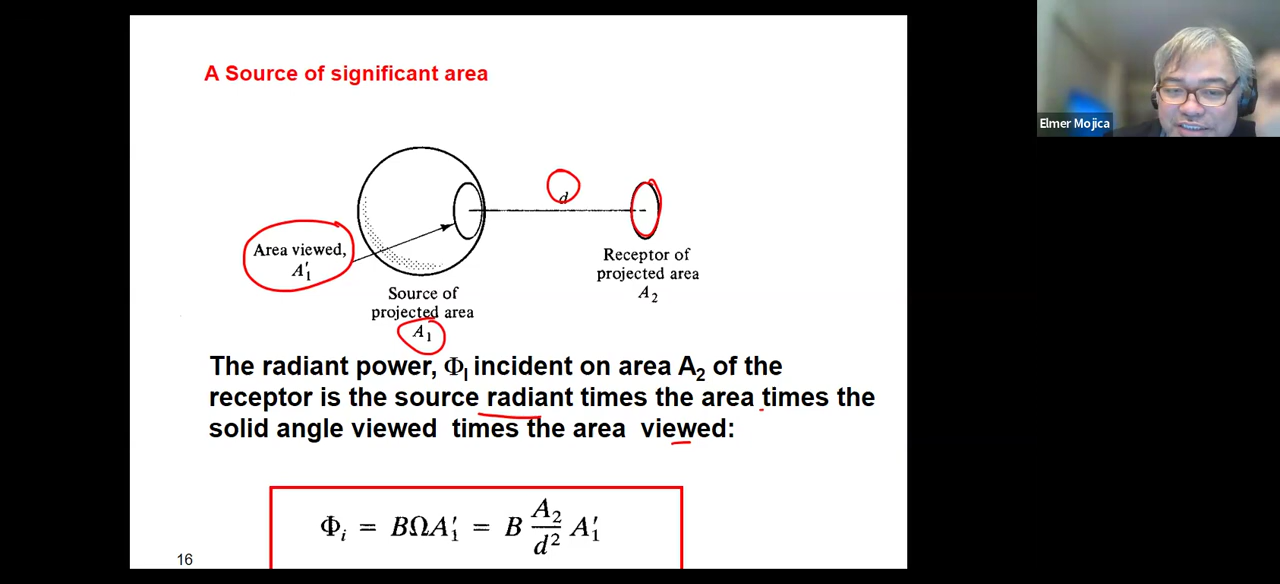 A Source of significant area
Elmer Mojica
d
Area viewed,
A′₁
Receptor of
projected area
A₂
Source of
projected area
A₁
The radiant power, Φᵢ incident on area A₂ of the
receptor is the source radiant times the area times the
solid angle viewed times the area viewed:
Φᵢ = BΩA′₁ = B A₂/d² A′₁
16